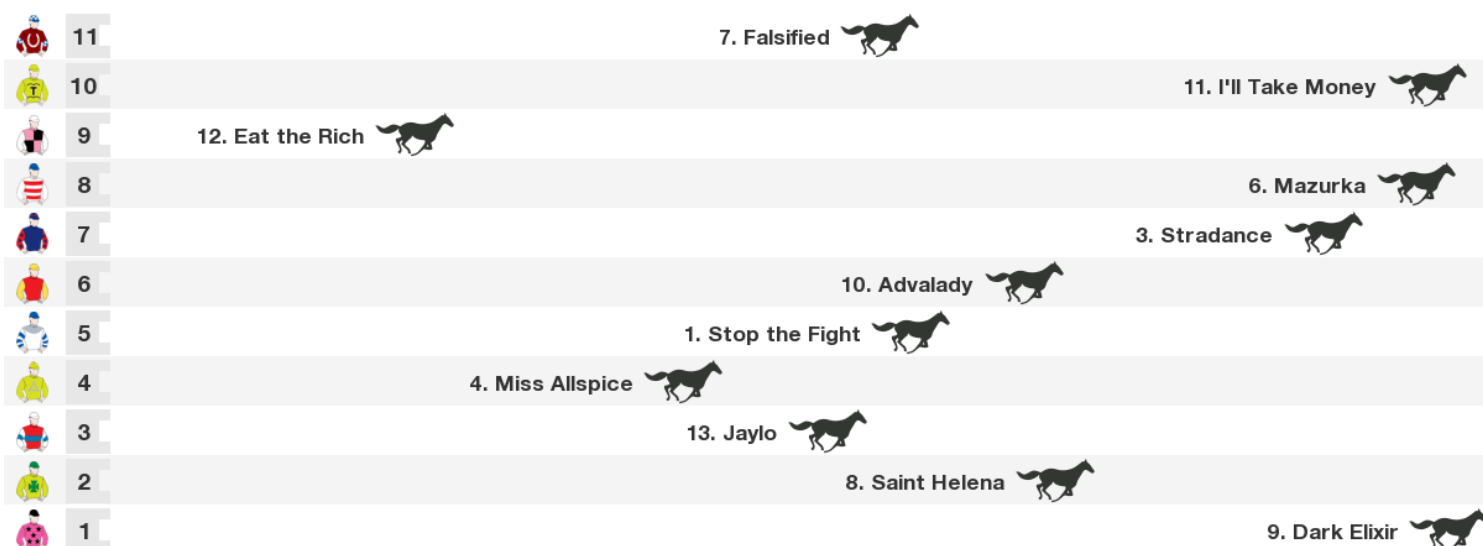 11 7. Falsified
10 11. I'll Take Money
9 12. Eat the Rich
8 6. Mazurka
7 3. Stradance
6 10. Advalady
5 1. Stop the Fight
4 4. Miss Allspice
3 13. Jaylo
2 8. Saint Helena
1 9. Dark Elixir